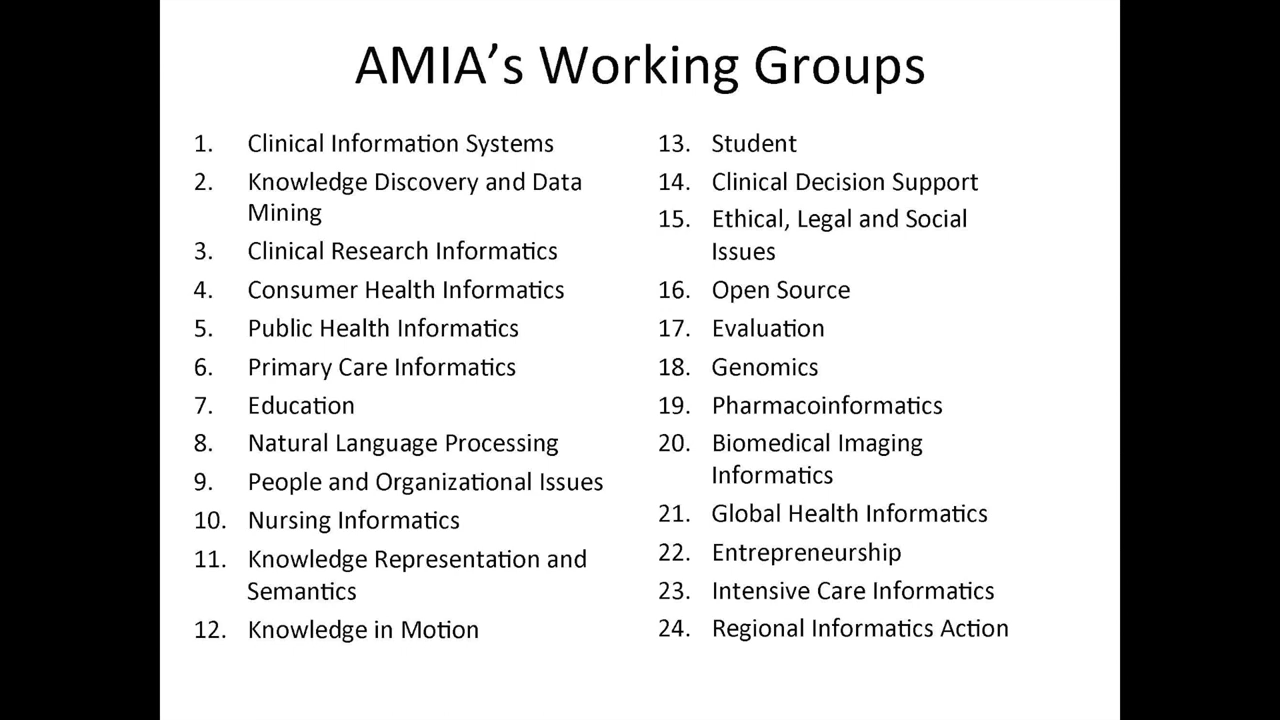 AMIA’s Working Groups
1. Clinical Information Systems
2. Knowledge Discovery and Data
Mining
3. Clinical Research Informatics
4. Consumer Health Informatics
5. Public Health Informatics
6. Primary Care Informatics
7. Education
8. Natural Language Processing
9. People and Organizational Issues
10. Nursing Informatics
11. Knowledge Representation and
Semantics
12. Knowledge in Motion
13. Student
14. Clinical Decision Support
15. Ethical, Legal and Social
Issues
16. Open Source
17. Evaluation
18. Genomics
19. Pharmacoinformatics
20. Biomedical Imaging
Informatics
21. Global Health Informatics
22. Entrepreneurship
23. Intensive Care Informatics
24. Regional Informatics Action